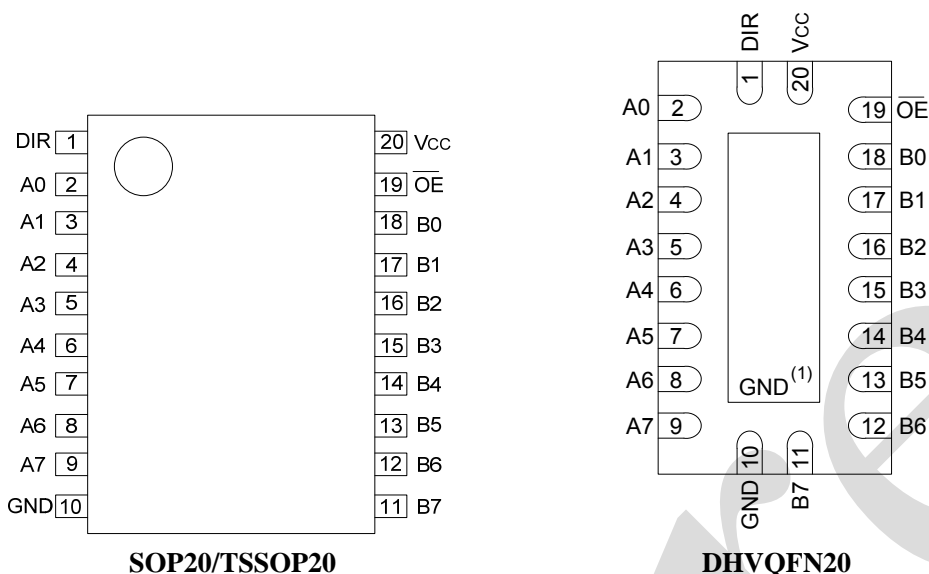 DIR 1
A0 2
A1 3
A2 4
A3 5
A4 6
A5 7
A6 8
A7 9
GND 10
20 Vcc
19 O̅E̅
18 B0
17 B1
16 B2
15 B3
14 B4
13 B5
12 B6
11 B7
SOP20/TSSOP20
DIR 1
Vcc 20
A0 2
A1 3
A2 4
A3 5
A4 6
A5 7
A6 8
A7 9
19 O̅E̅
18 B0
17 B1
16 B2
15 B3
14 B4
13 B5
12 B6
GND(1)
GND 10
B7 11
DHVQFN20